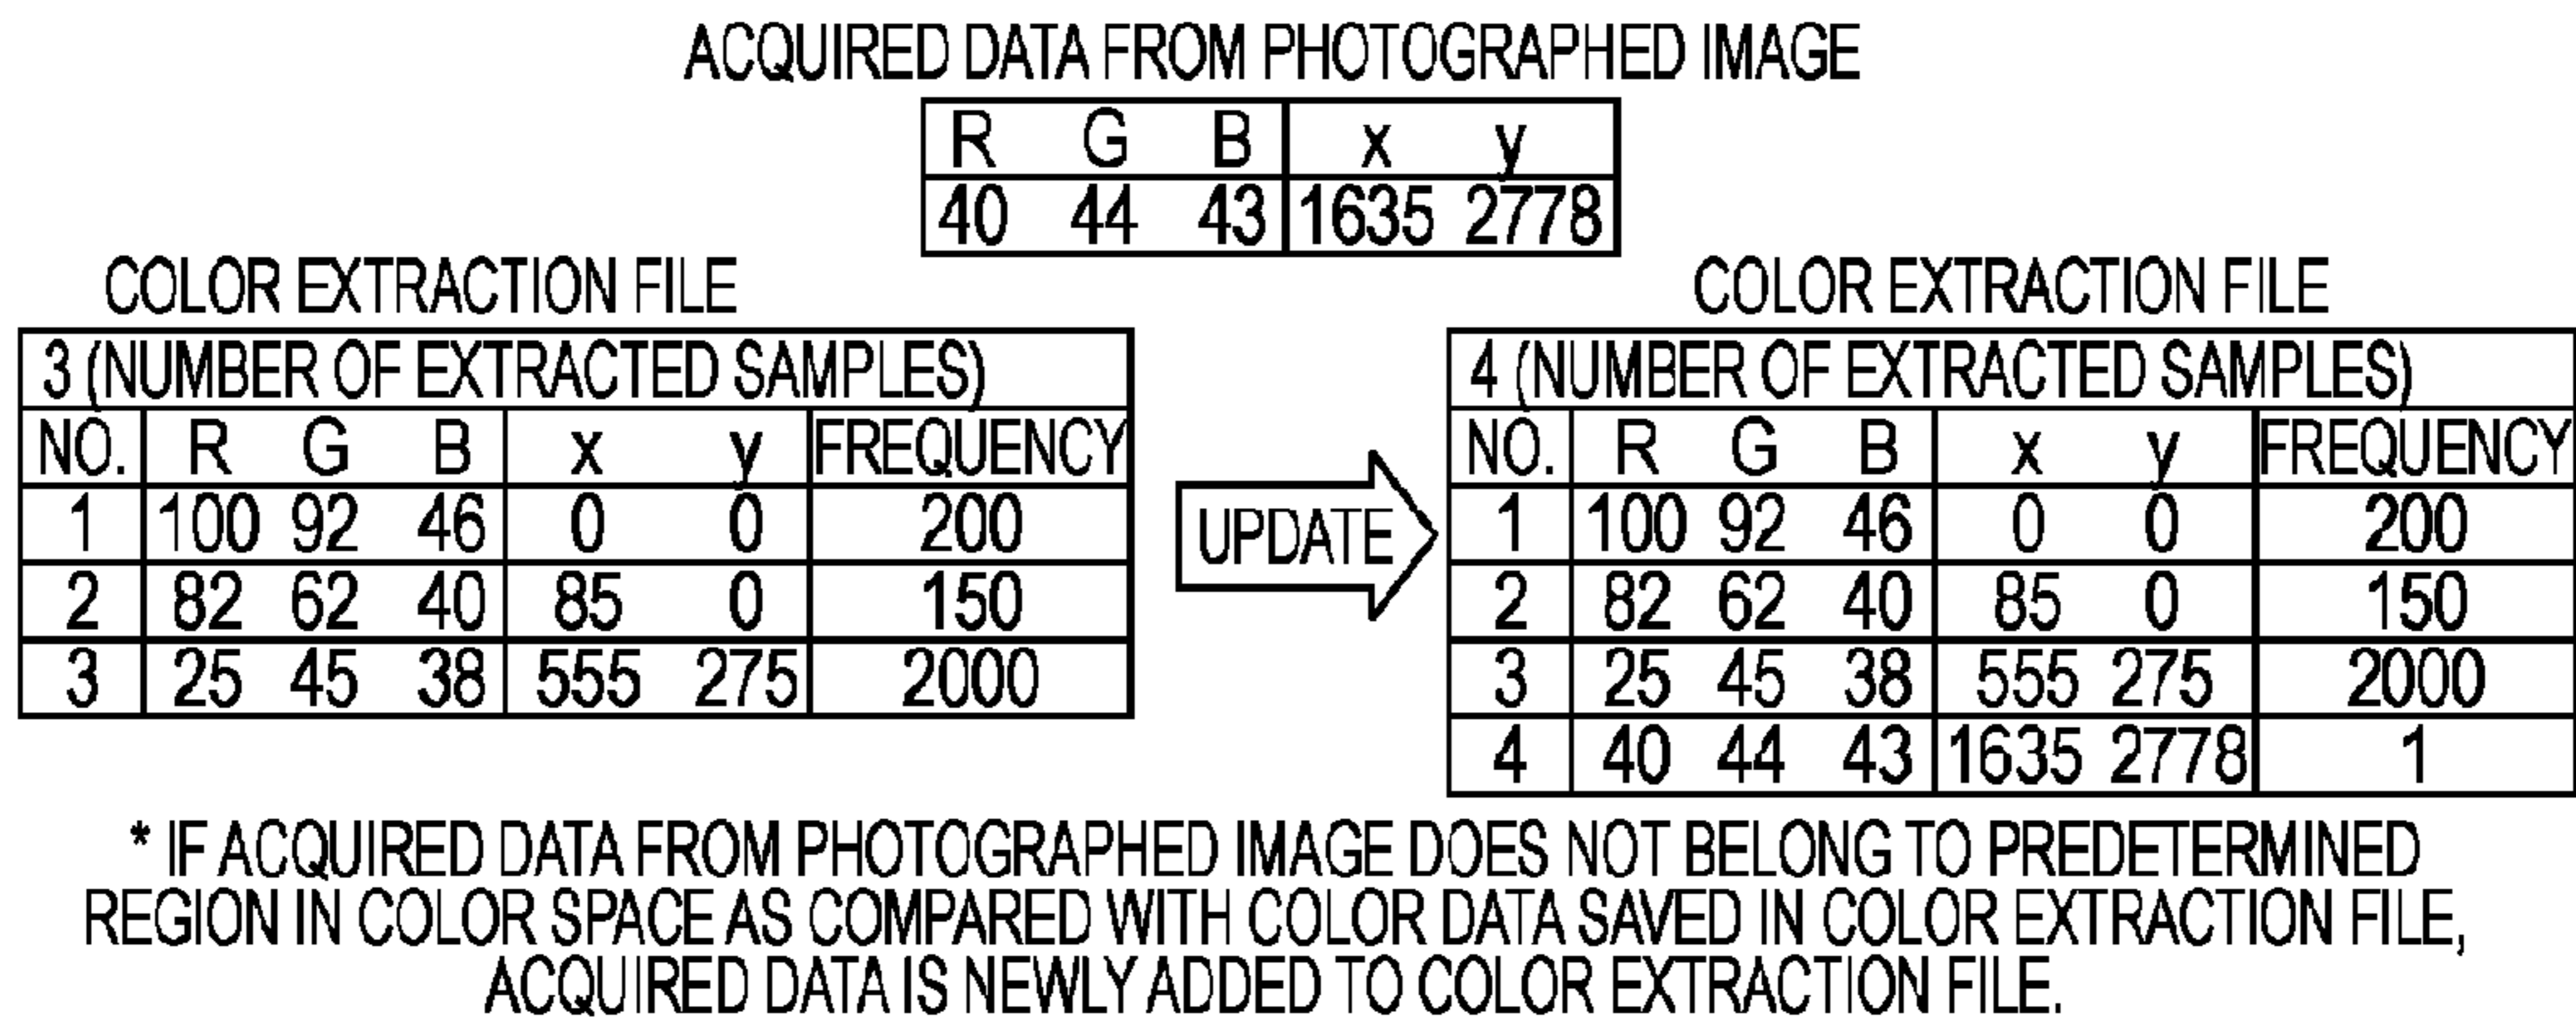 ACQUIRED DATA FROM PHOTOGRAPHED IMAGE
R G B x y
40 44 43 1635 2778
COLOR EXTRACTION FILE
3 (NUMBER OF EXTRACTED SAMPLES)
NO. R G B x y FREQUENCY
1 100 92 46 0 0 200
2 82 62 40 85 0 150
3 25 45 38 555 275 2000
UPDATE
COLOR EXTRACTION FILE
4 (NUMBER OF EXTRACTED SAMPLES)
NO. R G B x y FREQUENCY
1 100 92 46 0 0 200
2 82 62 40 85 0 150
3 25 45 38 555 275 2000
4 40 44 43 1635 2778 1
* IF ACQUIRED DATA FROM PHOTOGRAPHED IMAGE DOES NOT BELONG TO PREDETERMINED
REGION IN COLOR SPACE AS COMPARED WITH COLOR DATA SAVED IN COLOR EXTRACTION FILE,
ACQUIRED DATA IS NEWLY ADDED TO COLOR EXTRACTION FILE.